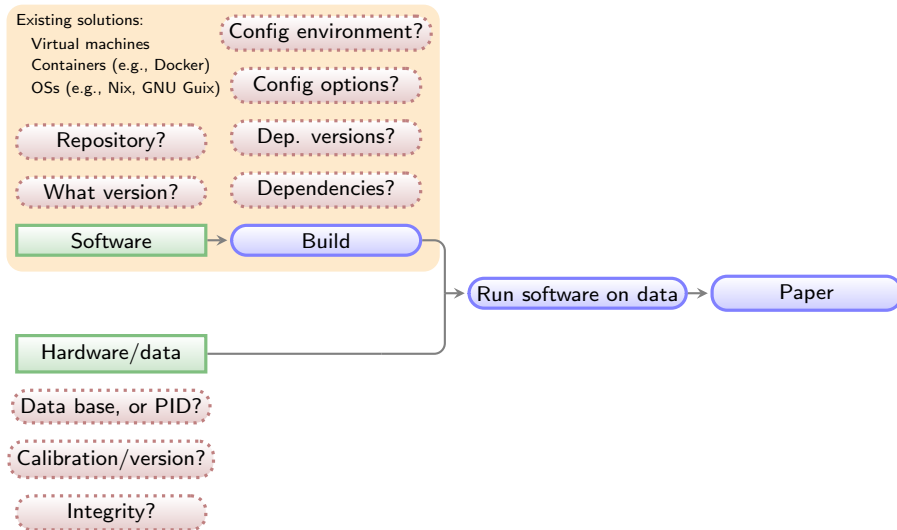 Existing solutions:
Virtual machines
Containers (e.g., Docker)
OSs (e.g., Nix, GNU Guix)
Config environment?
Config options?
Repository?
Dep. versions?
What version?
Dependencies?
Software
Build
Run software on data
Paper
Hardware/data
Data base, or PID?
Calibration/version?
Integrity?